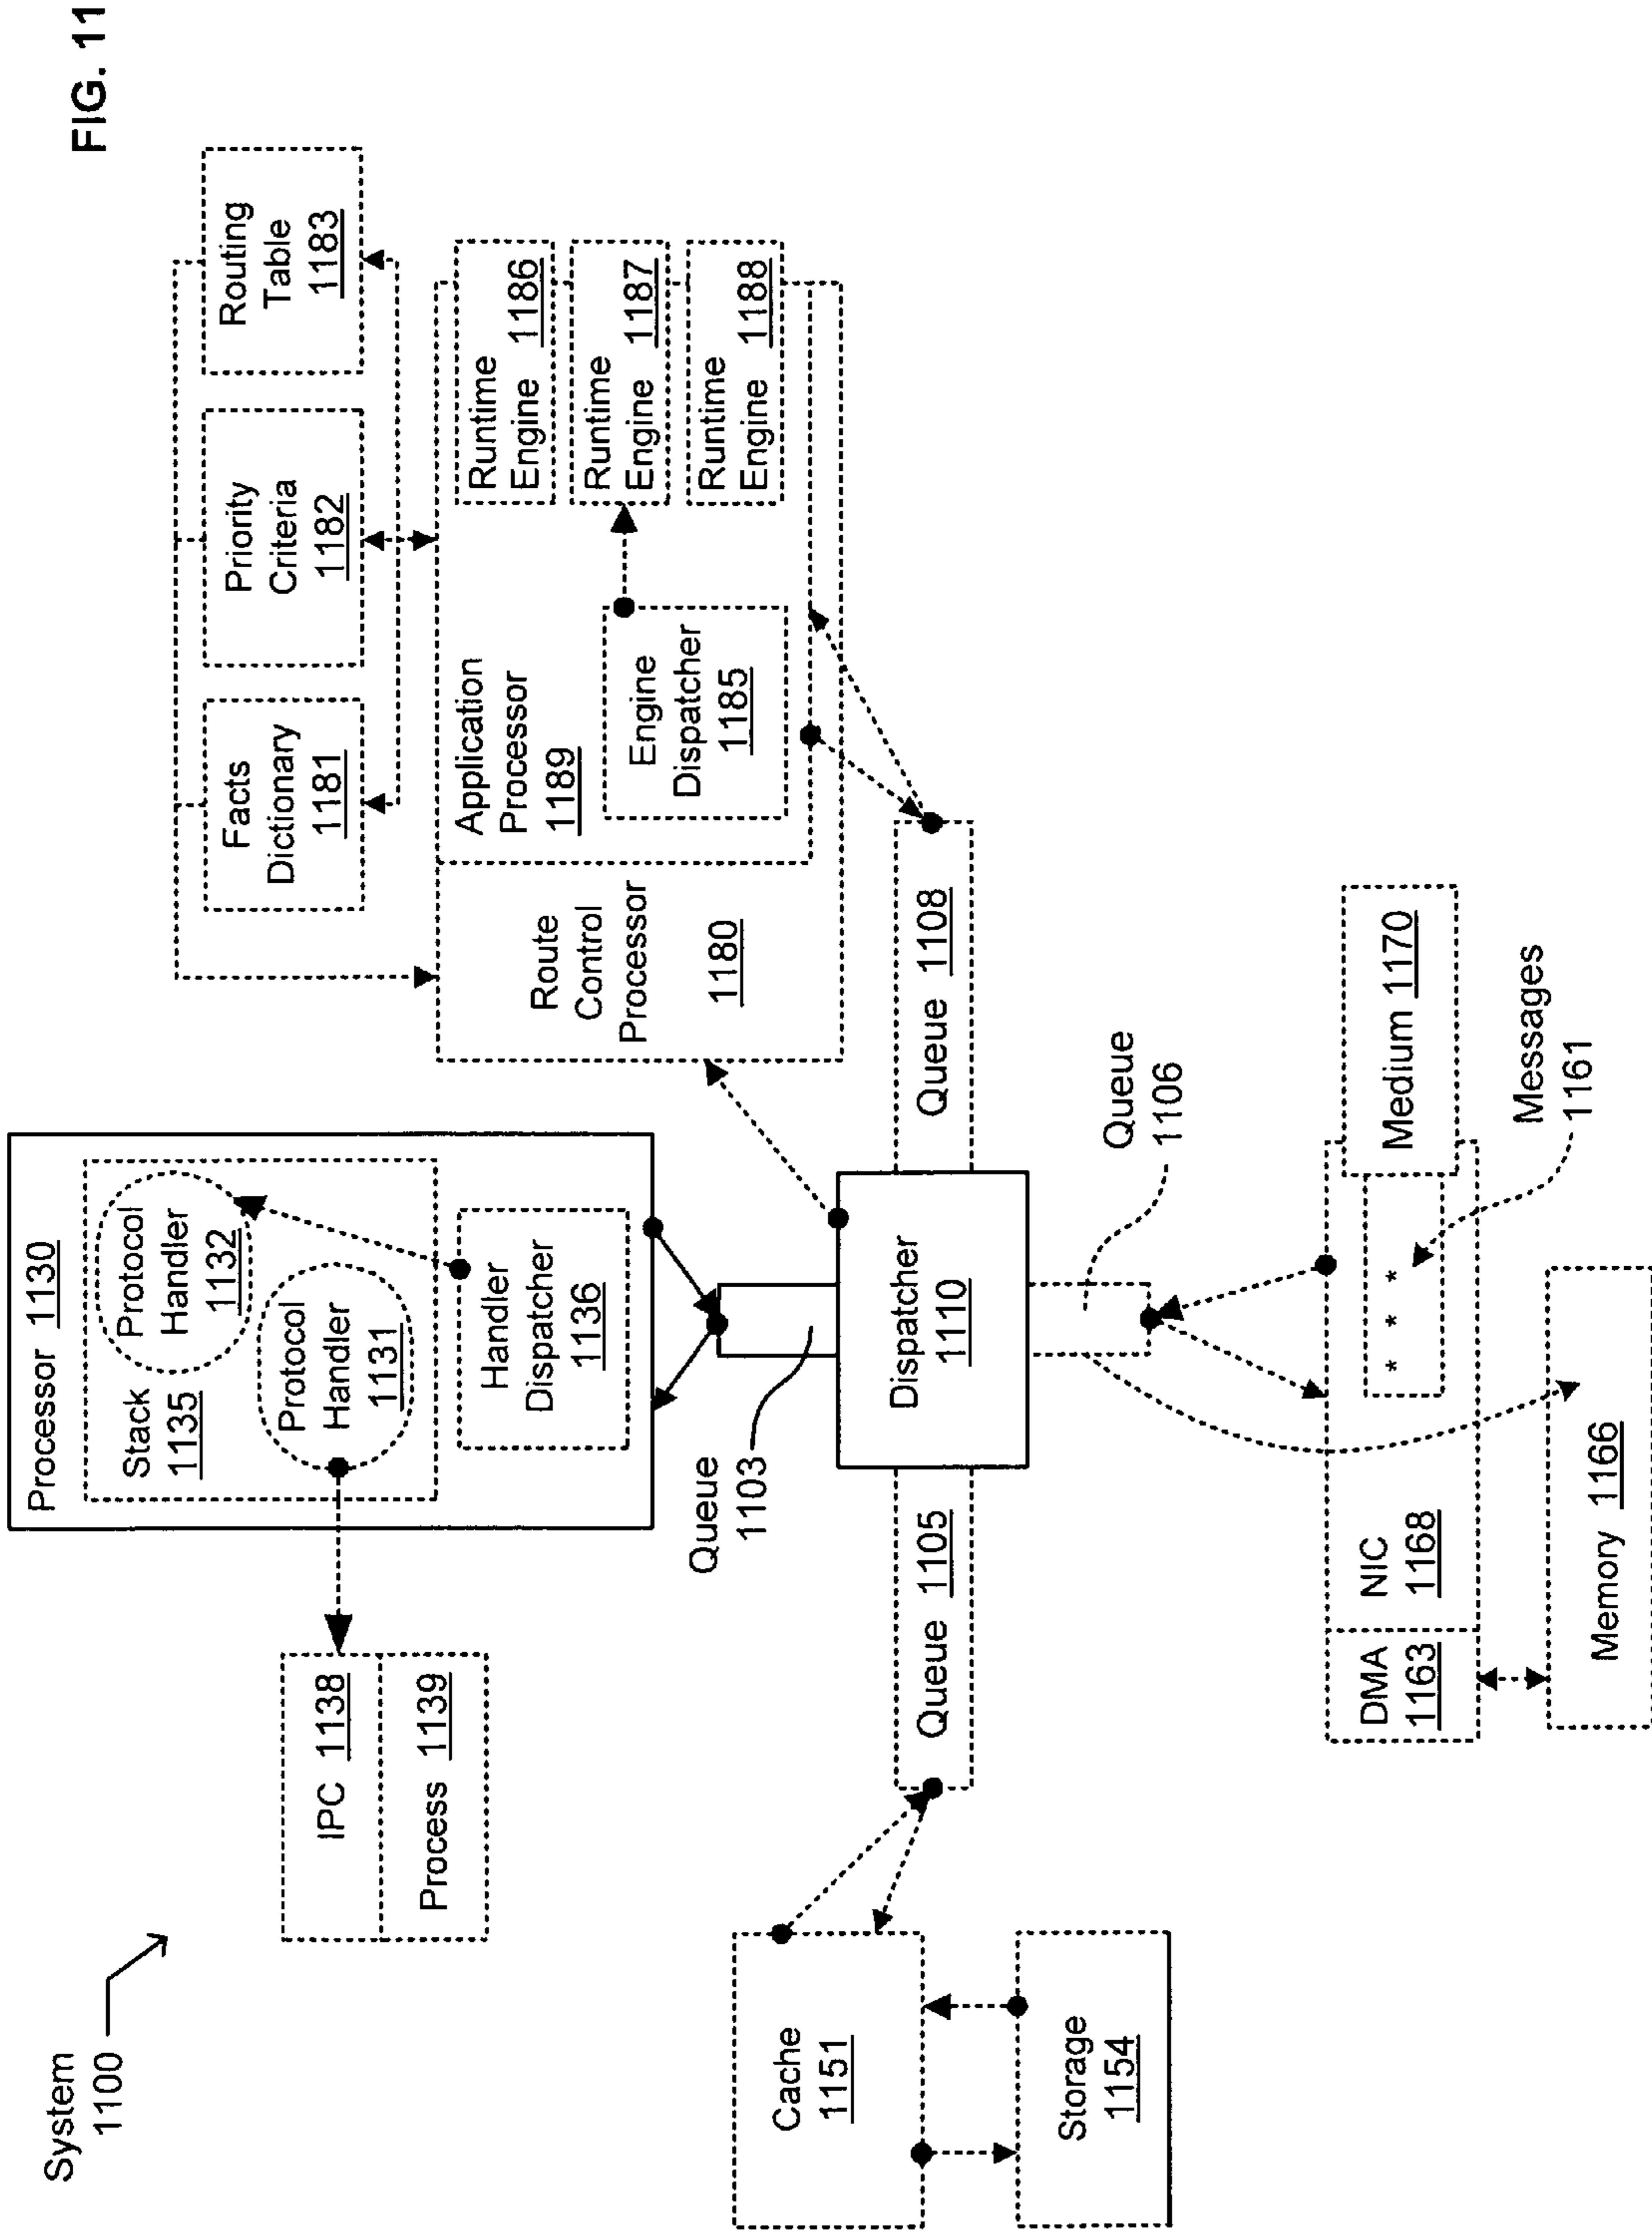 FIG. 11
System
1100
Processor 1130
Stack
1135
Protocol
Handler
1132
Protocol
Handler
1131
Handler
Dispatcher
1136
IPC 1138
Process 1139
Facts
Dictionary
1181
Priority
Criteria
1182
Routing
Table
1183
Route
Control
Processor
1180
Application
Processor
1189
Engine
Dispatcher
1185
Runtime
Engine 1186
Runtime
Engine 1187
Runtime
Engine 1188
Queue
1103
Cache
1151
Storage
1154
Queue 1105
Dispatcher
1110
Queue 1108
Queue
1106
DMA
1163
NIC
1168
* * *
Medium 1170
Messages
1161
Memory 1166